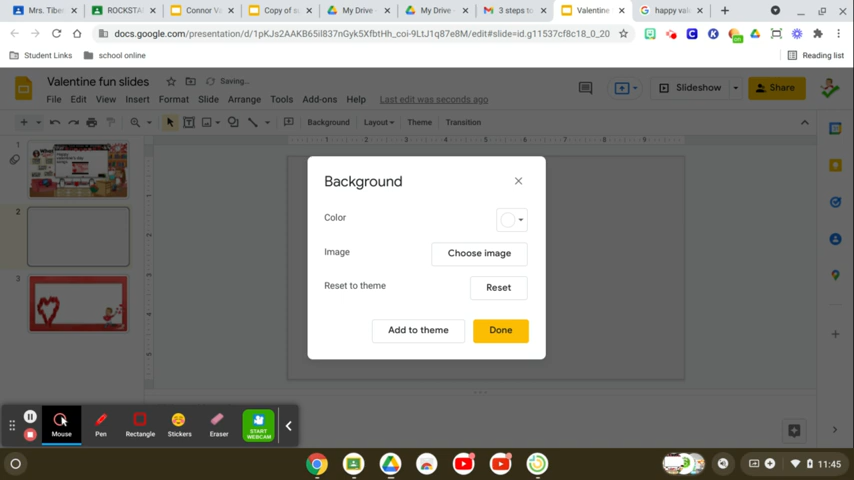 Mrs. Tibe
ROCKSTA
Connor Va
Copy of s
My Drive
My Drive
3 steps to
Valentine
happy val
docs.google.com/presentation/d/1pKJs2AAKB65il837nGyk5XfbtHh_coi-9LtJ1q87e8M/edit#slide=id.g11537cf8c18_0_20
Student Links
school online
Reading list
Valentine fun slides
Saving...
File Edit View Insert Format Slide Arrange Tools Add-ons Help Last edit was seconds ago
Slideshow
Share
Background Layout Theme Transition
1
2
3
Background
Color
Image
Choose image
Reset to theme
Reset
Add to theme
Done
Mouse
Pen
Rectangle
Stickers
Eraser
START
WEBCAM
11:45